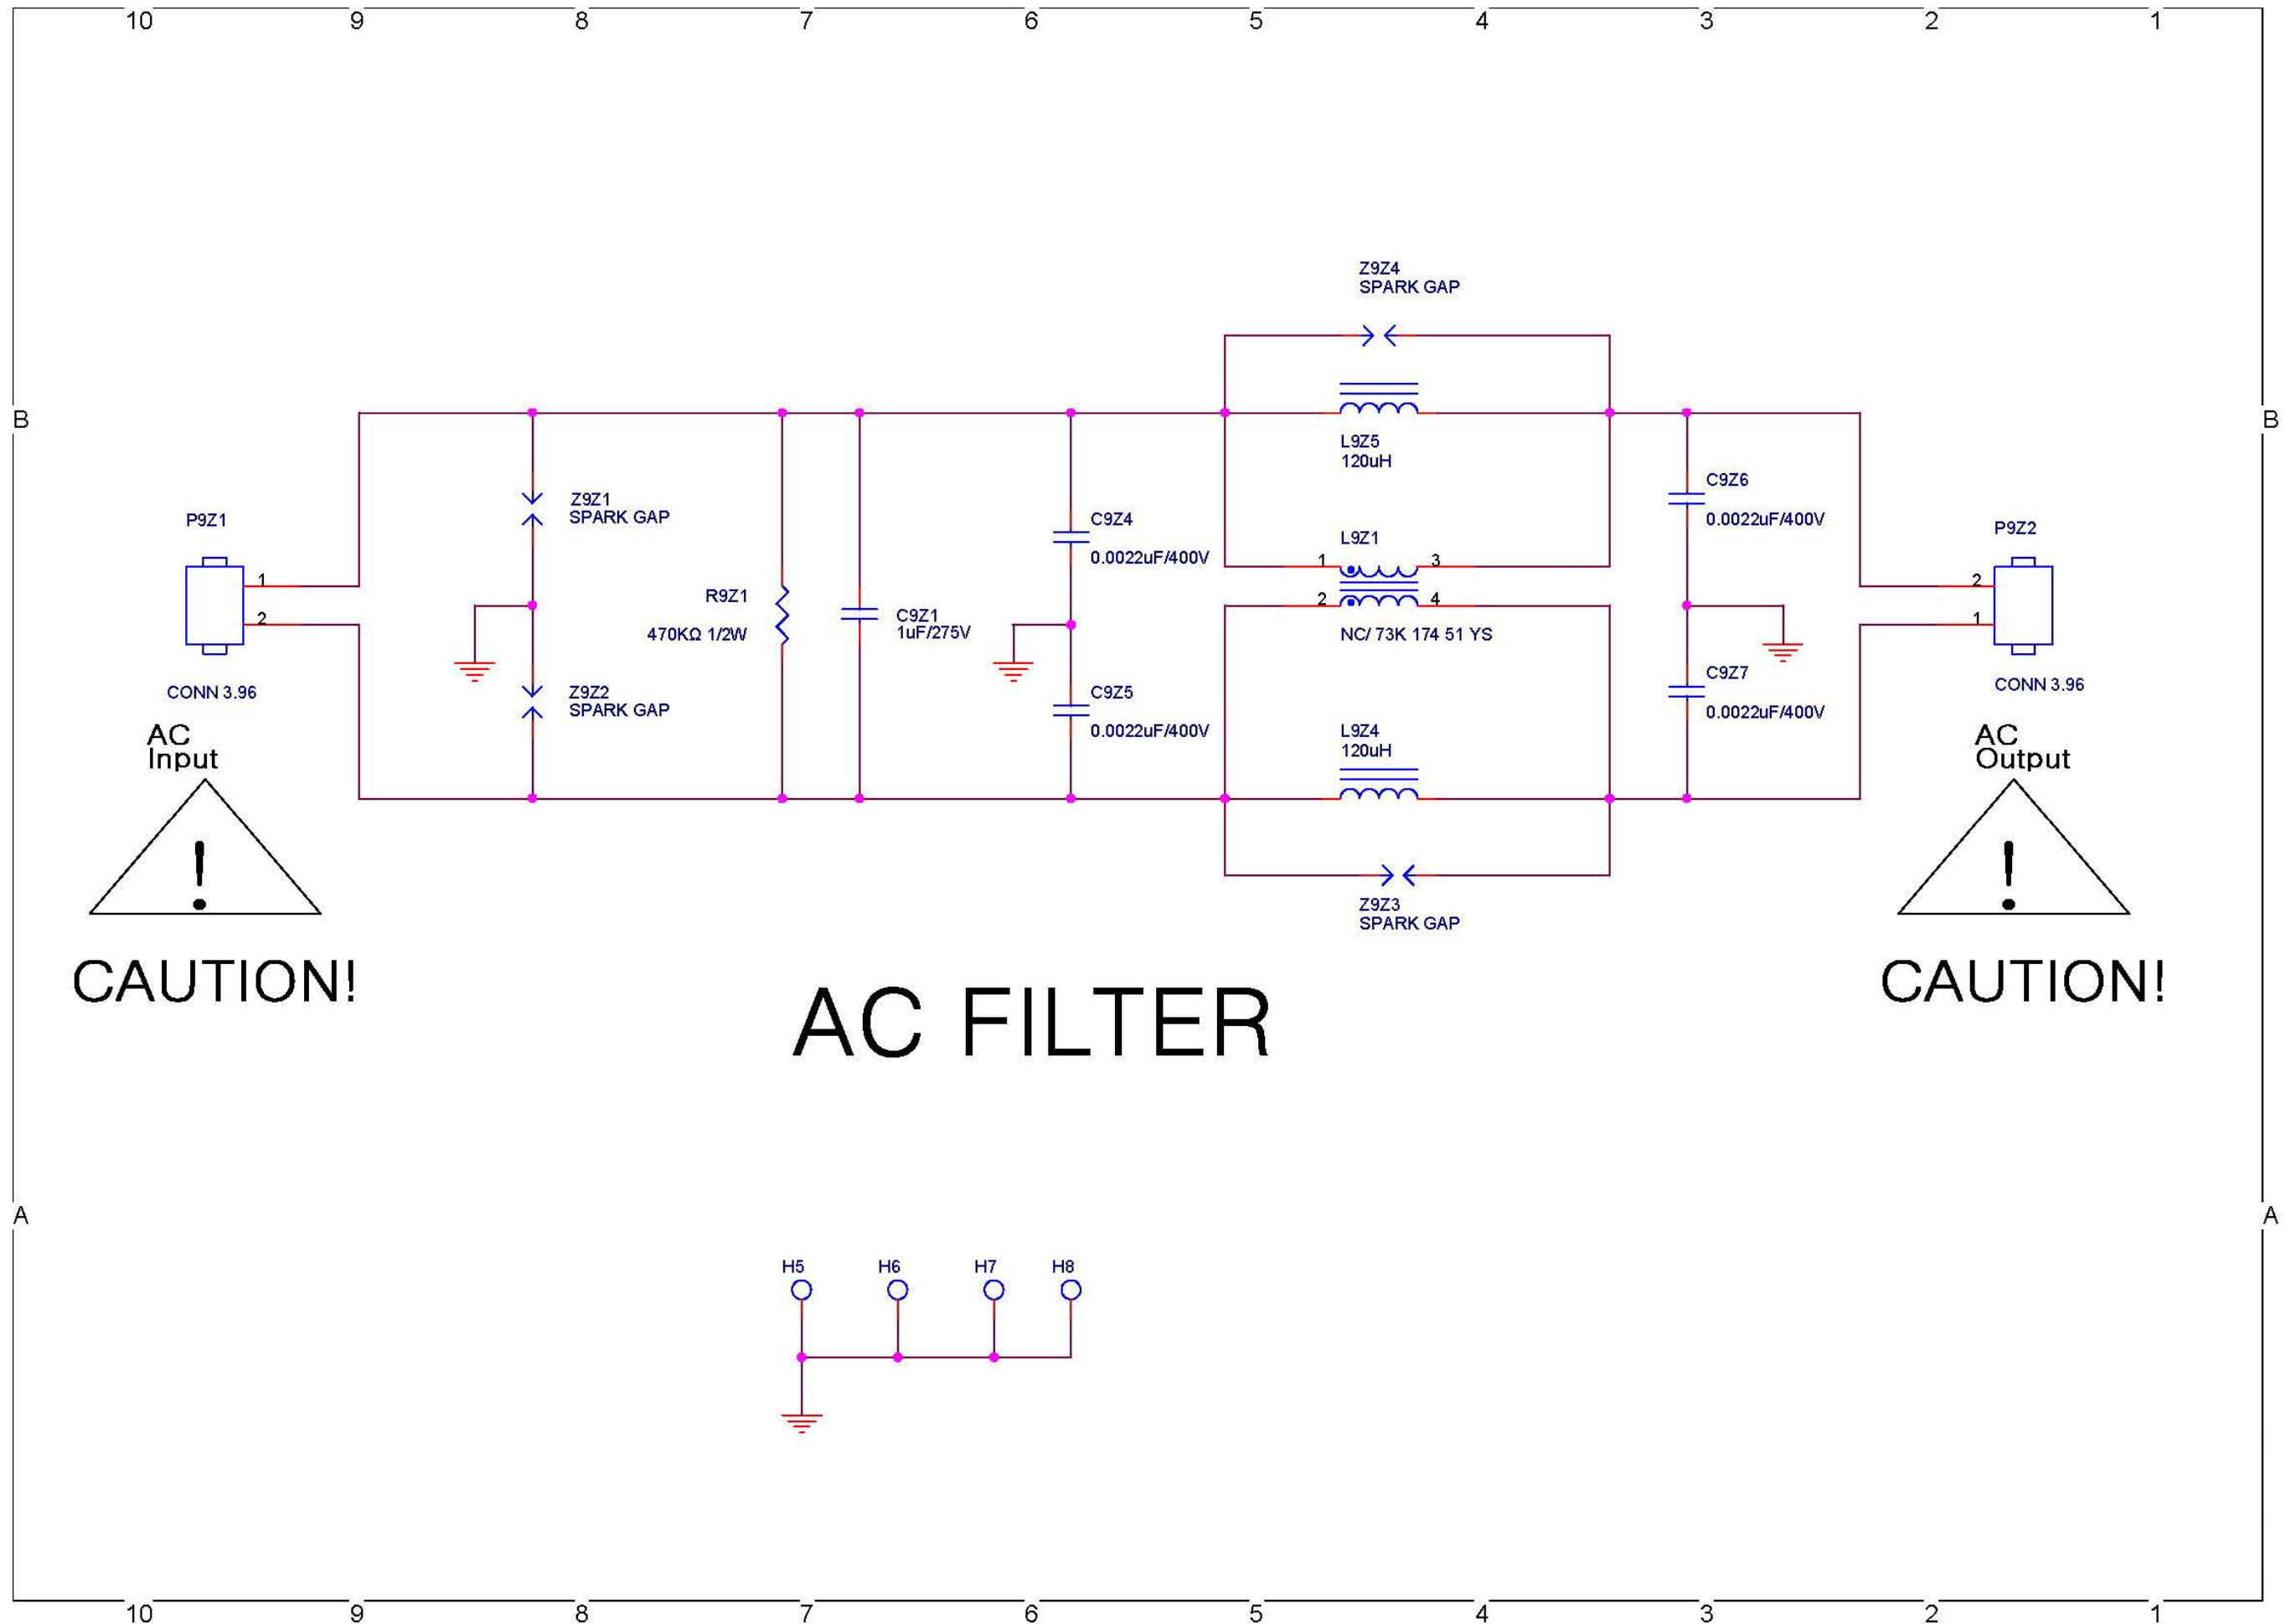 10 9 8 7 6 5 4 3 2 1
Z9Z4
SPARK GAP
B
B
L9Z5
120uH
Z9Z1
SPARK GAP
C9Z6
0.0022uF/400V
P9Z1
C9Z4
0.0022uF/400V
P9Z2
L9Z1
1
3
2
4
NC/ 73K 174 51 YS
1
2
R9Z1
470KΩ 1/2W
C9Z1
1uF/275V
2
1
CONN 3.96
Z9Z2
SPARK GAP
C9Z5
0.0022uF/400V
C9Z7
0.0022uF/400V
CONN 3.96
L9Z4
120uH
AC
Input
AC
Output
!
!
Z9Z3
SPARK GAP
CAUTION!
CAUTION!
AC FILTER
A
A
H5 H6 H7 H8
10 9 8 7 6 5 4 3 2 1